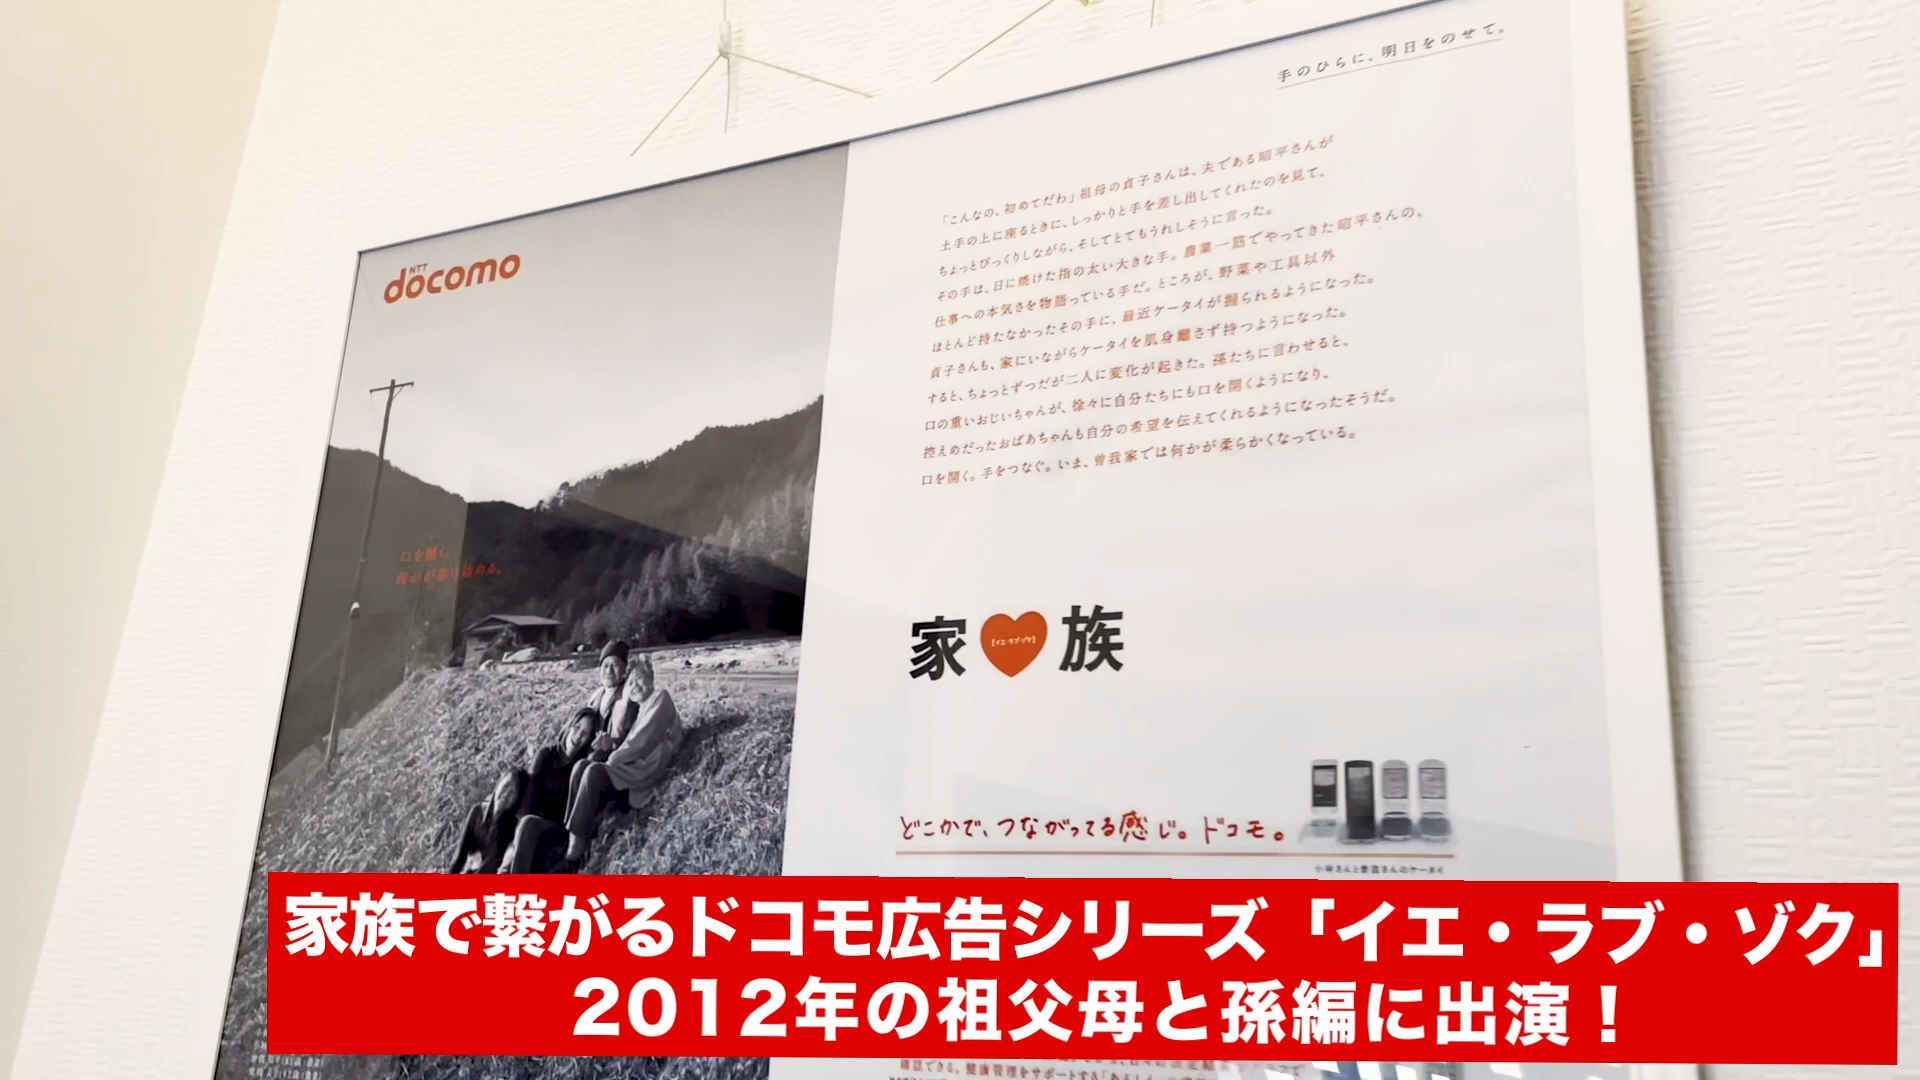 手のひらに、明日をのせて。
NTT
docomo
「こんなの、初めてだわ」祖母の貞子さんは、夫である昭平さんが
土手の上に座るときに、しっかりと手を差し出してくれたのを見て、
ちょっとびっくりしながら、そしてとてもうれしそうに言った。
その手は、日に焼けた指の太い大きな手。農業一筋でやってきた昭平さんの、
仕事への本気さを物語っている手だ。ところが、野菜や工具以外
ほとんど持たなかったその手に、最近ケータイが握られるようになった。
貞子さんも、家にいながらケータイを肌身離さず持つようになった。
すると、ちょっとずつだが二人に変化が起きた。孫たちに言わせると、
口の重いおじいちゃんが、徐々に自分たちにも口を開くようになり、
控えめだったおばあちゃんも自分の希望を伝えてくれるようになったそうだ。
口を開く。手をつなぐ。いま、曽我家では何かが柔らかくなっている。
口を開く。
何かが溶け始める。
家 [イエ・ラブ・ゾク] 族
どこかで、つながってる感じ。ドコモ。
家族で繋がるドコモ広告シリーズ「イエ・ラブ・ゾク」
2012年の祖父母と孫編に出演！